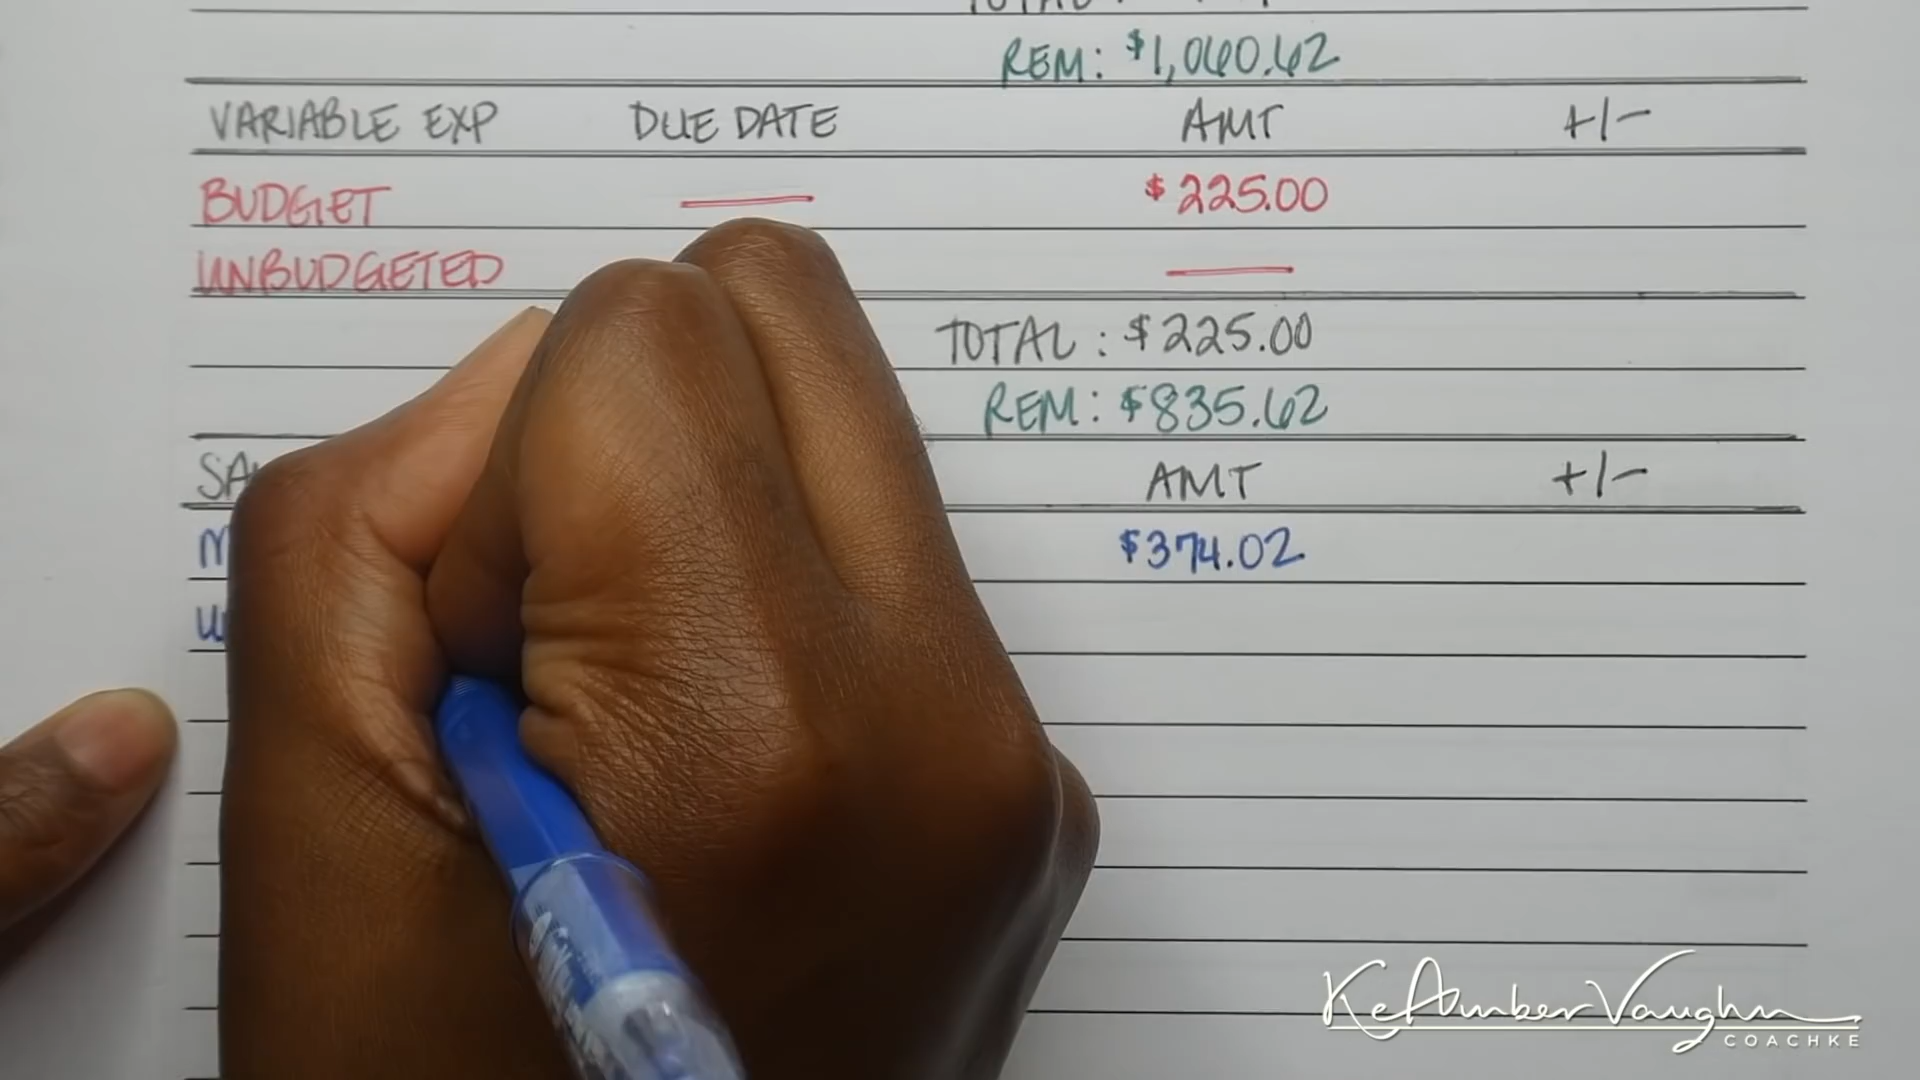 REM: $1,060.62
VARIABLE EXP DUE DATE AMT +/-
BUDGET — $225.00
UNBUDGETED —
TOTAL: $225.00
REM: $835.62
AMT +/-
$374.02
KeAmber Vaughn
COACHKE